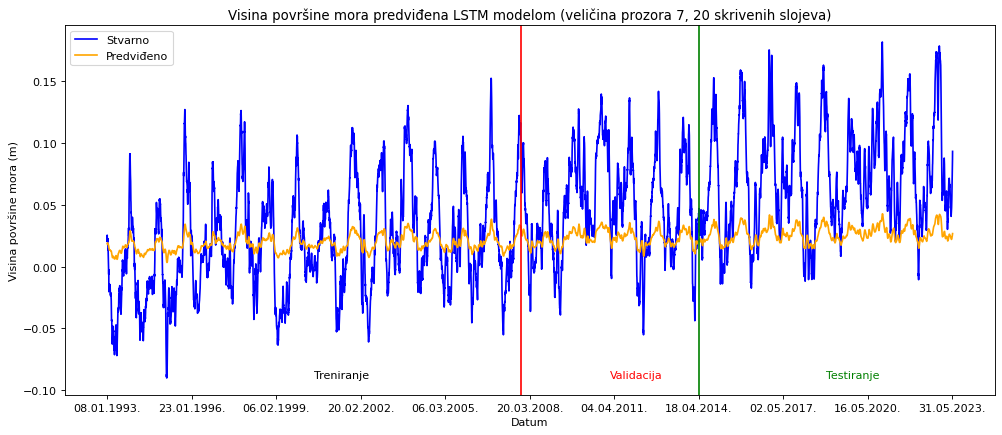 Visina površine mora predviđena LSTM modelom (veličina prozora 7, 20 skrivenih slojeva)
Stvarno
Predviđeno
Visina površine mora (m)
0.15
0.10
0.05
0.00
−0.05
−0.10
Treniranje
Validacija
Testiranje
08.01.1993.
23.01.1996.
06.02.1999.
20.02.2002.
06.03.2005.
20.03.2008.
04.04.2011.
18.04.2014.
02.05.2017.
16.05.2020.
31.05.2023.
Datum